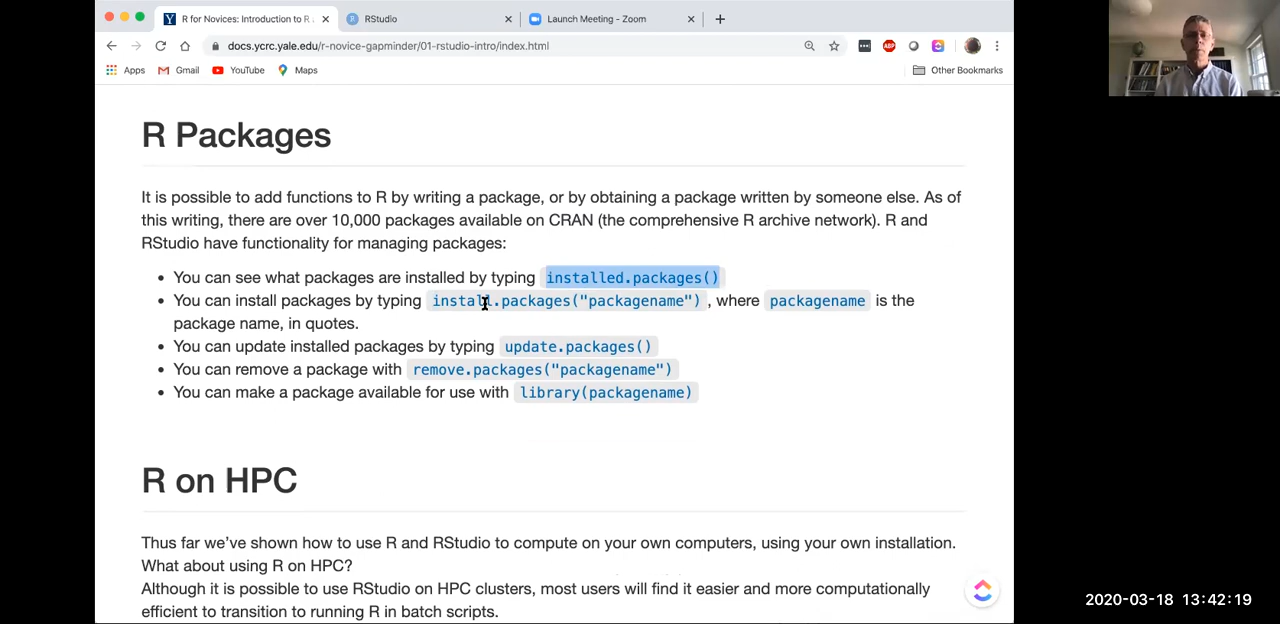 R for Novices: Introduction to R
RStudio
Launch Meeting - Zoom
docs.ycrc.yale.edu/r-novice-gapminder/01-rstudio-intro/index.html
ABP
Apps
Gmail
YouTube
Maps
Other Bookmarks
R Packages
It is possible to add functions to R by writing a package, or by obtaining a package written by someone else. As of
this writing, there are over 10,000 packages available on CRAN (the comprehensive R archive network). R and
RStudio have functionality for managing packages:
• You can see what packages are installed by typing installed.packages()
• You can install packages by typing install.packages("packagename") , where packagename is the
package name, in quotes.
• You can update installed packages by typing update.packages()
• You can remove a package with remove.packages("packagename")
• You can make a package available for use with library(packagename)
R on HPC
Thus far we've shown how to use R and RStudio to compute on your own computers, using your own installation.
What about using R on HPC?
Although it is possible to use RStudio on HPC clusters, most users will find it easier and more computationally
efficient to transition to running R in batch scripts.
2020-03-18 13:42:19